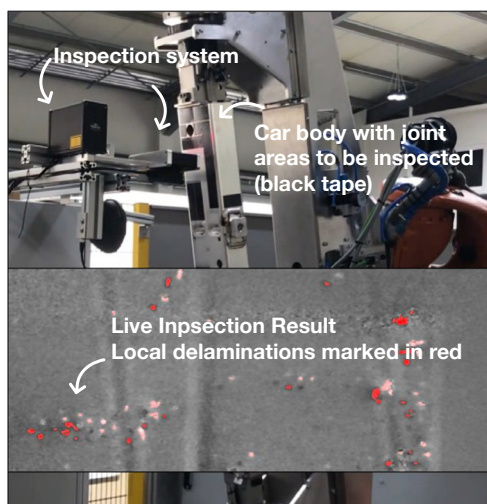 Inspection system
Car body with joint
areas to be inspected
(black tape)
Live Inpsection Result
Local delaminations marked in red